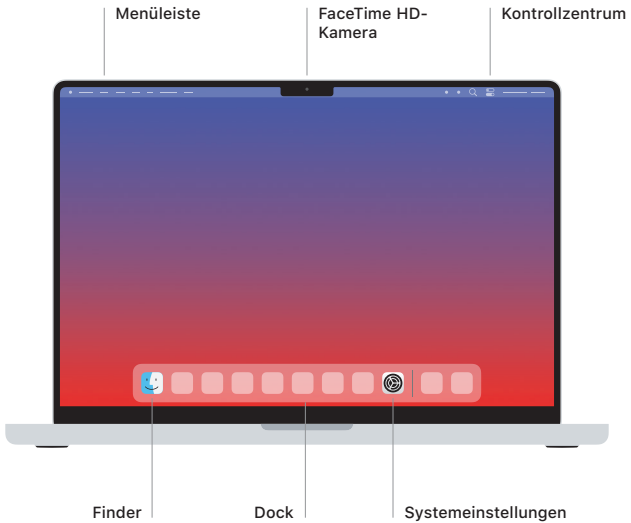 Menüleiste
FaceTime HD-
Kamera
Kontrollzentrum
Finder
Dock
Systemeinstellungen